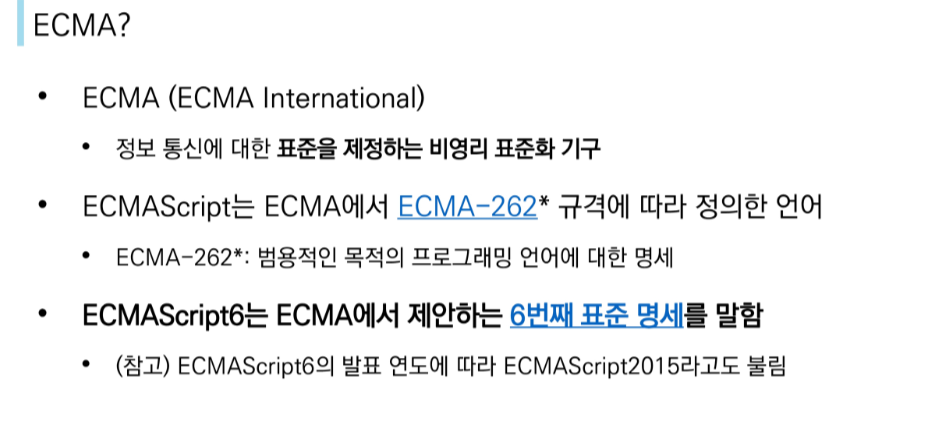 ECMA?
• ECMA (ECMA International)
• 정보 통신에 대한 표준을 제정하는 비영리 표준화 기구
• ECMAScript는 ECMA에서 ECMA-262* 규격에 따라 정의한 언어
• ECMA-262*: 범용적인 목적의 프로그래밍 언어에 대한 명세
• ECMAScript6는 ECMA에서 제안하는 6번째 표준 명세를 말함
• (참고) ECMAScript6의 발표 연도에 따라 ECMAScript2015라고도 불림